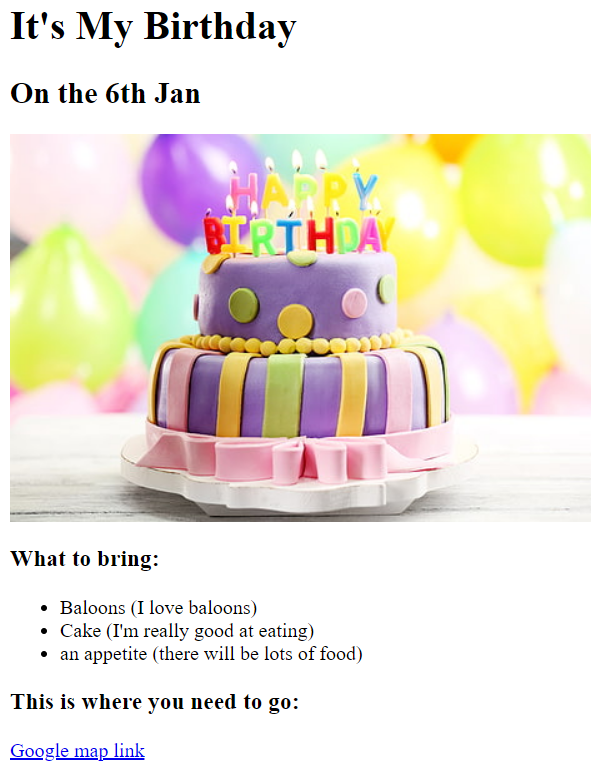 It's My Birthday
On the 6th Jan
HAPPY
BIRTHDAY
What to bring:
Baloons (I love baloons)
Cake (I'm really good at eating)
an appetite (there will be lots of food)
This is where you need to go:
Google map link